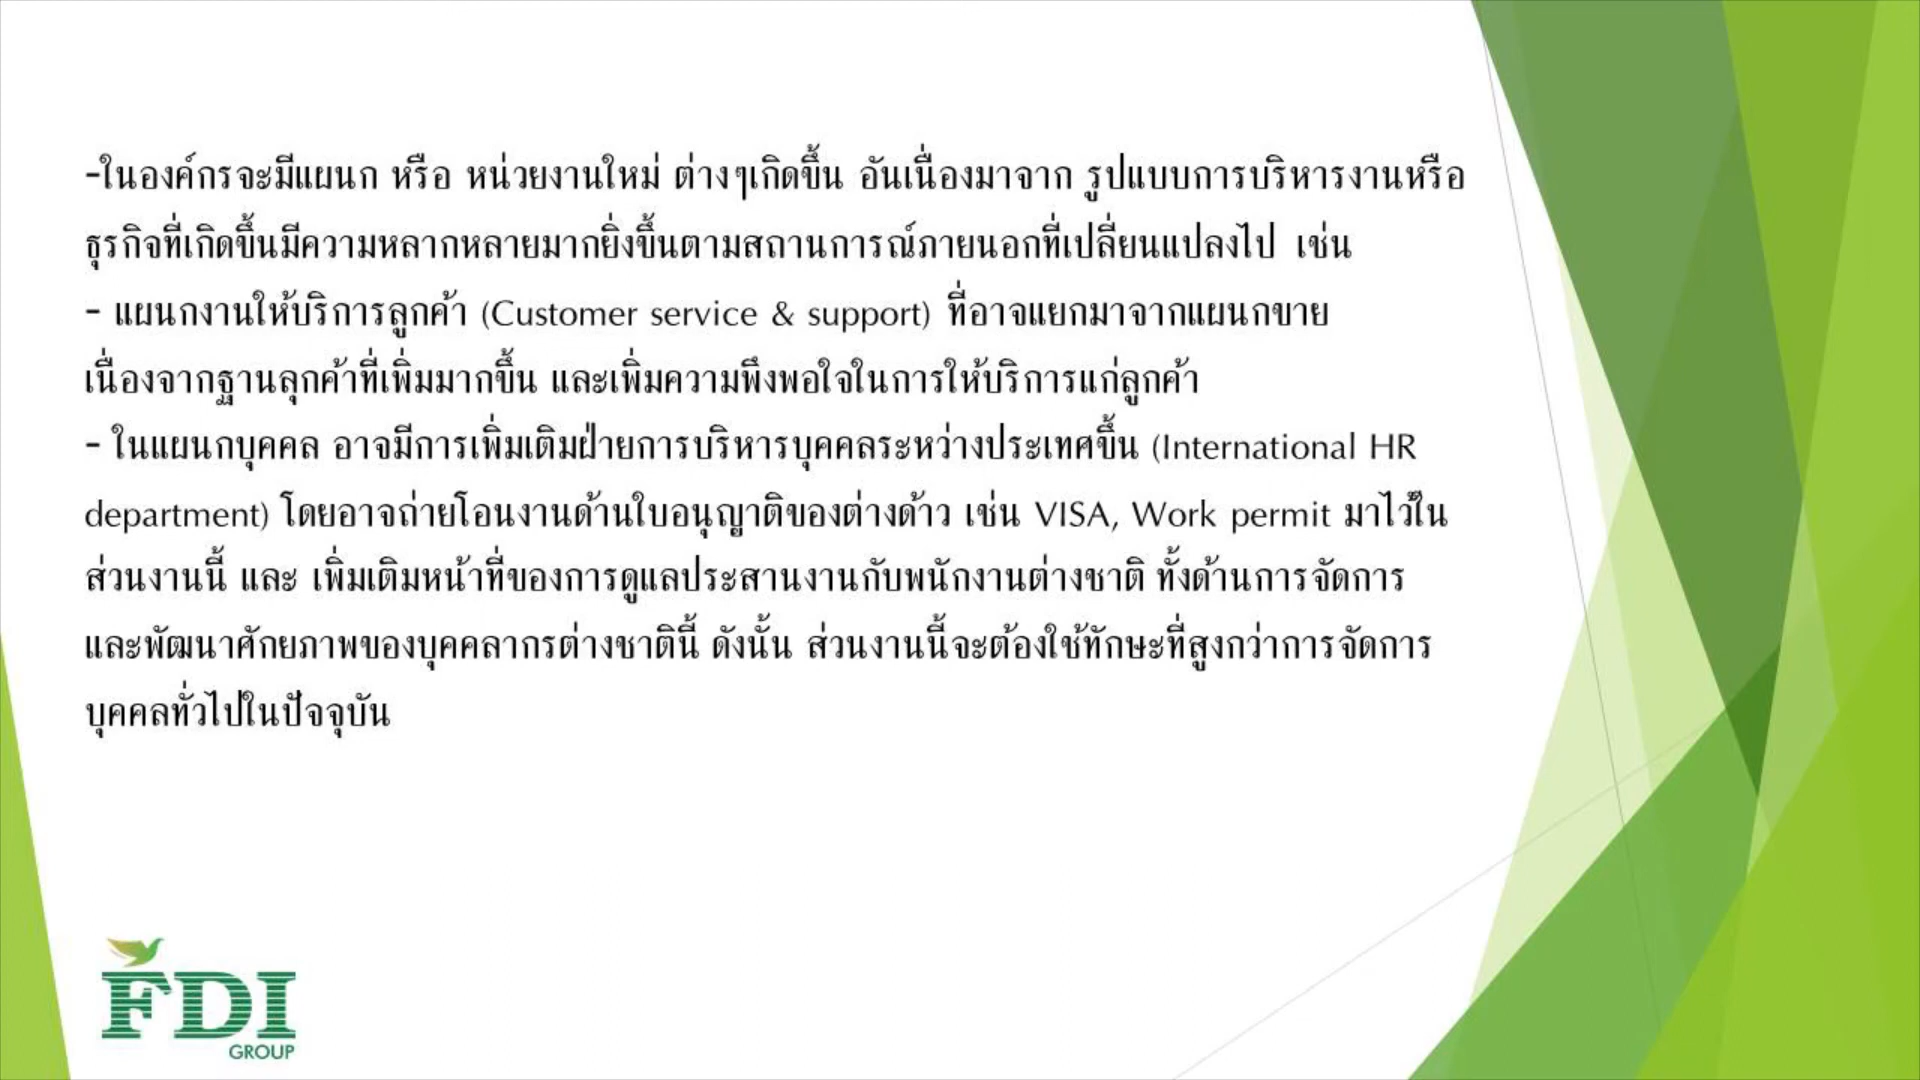 -ในองค์กรจะมีแผนก หรือ หน่วยงานใหม่ ต่างๆเกิดขึ้น อันเนื่องมาจาก รูปแบบการบริหารงานหรือ
ธุรกิจที่เกิดขึ้นมีความหลากหลายมากยิ่งขึ้นตามสถานการณ์ภายนอกที่เปลี่ยนแปลงไป เช่น
- แผนกงานให้บริการลูกค้า (Customer service & support) ที่อาจแยกมาจากแผนกขาย
เนื่องจากฐานลุกค้าที่เพิ่มมากขึ้น และเพิ่มความพึงพอใจในการให้บริการแก่ลูกค้า
- ในแผนกบุคคล อาจมีการเพิ่มเติมฝ่ายการบริหารบุคคลระหว่างประเทศขึ้น (International HR
department) โดยอาจถ่ายโอนงานด้านใบอนุญาติของต่างด้าว เช่น VISA, Work permit มาไว้ใน
ส่วนงานนี้ และ เพิ่มเติมหน้าที่ของการดูแลประสานงานกับพนักงานต่างชาติ ทั้งด้านการจัดการ
และพัฒนาศักยภาพของบุคคลากรต่างชาตินี้ ดังนั้น ส่วนงานนี้จะต้องใช้ทักษะที่สูงกว่าการจัดการ
บุคคลทั่วไปในปัจจุบัน
FDI
GROUP